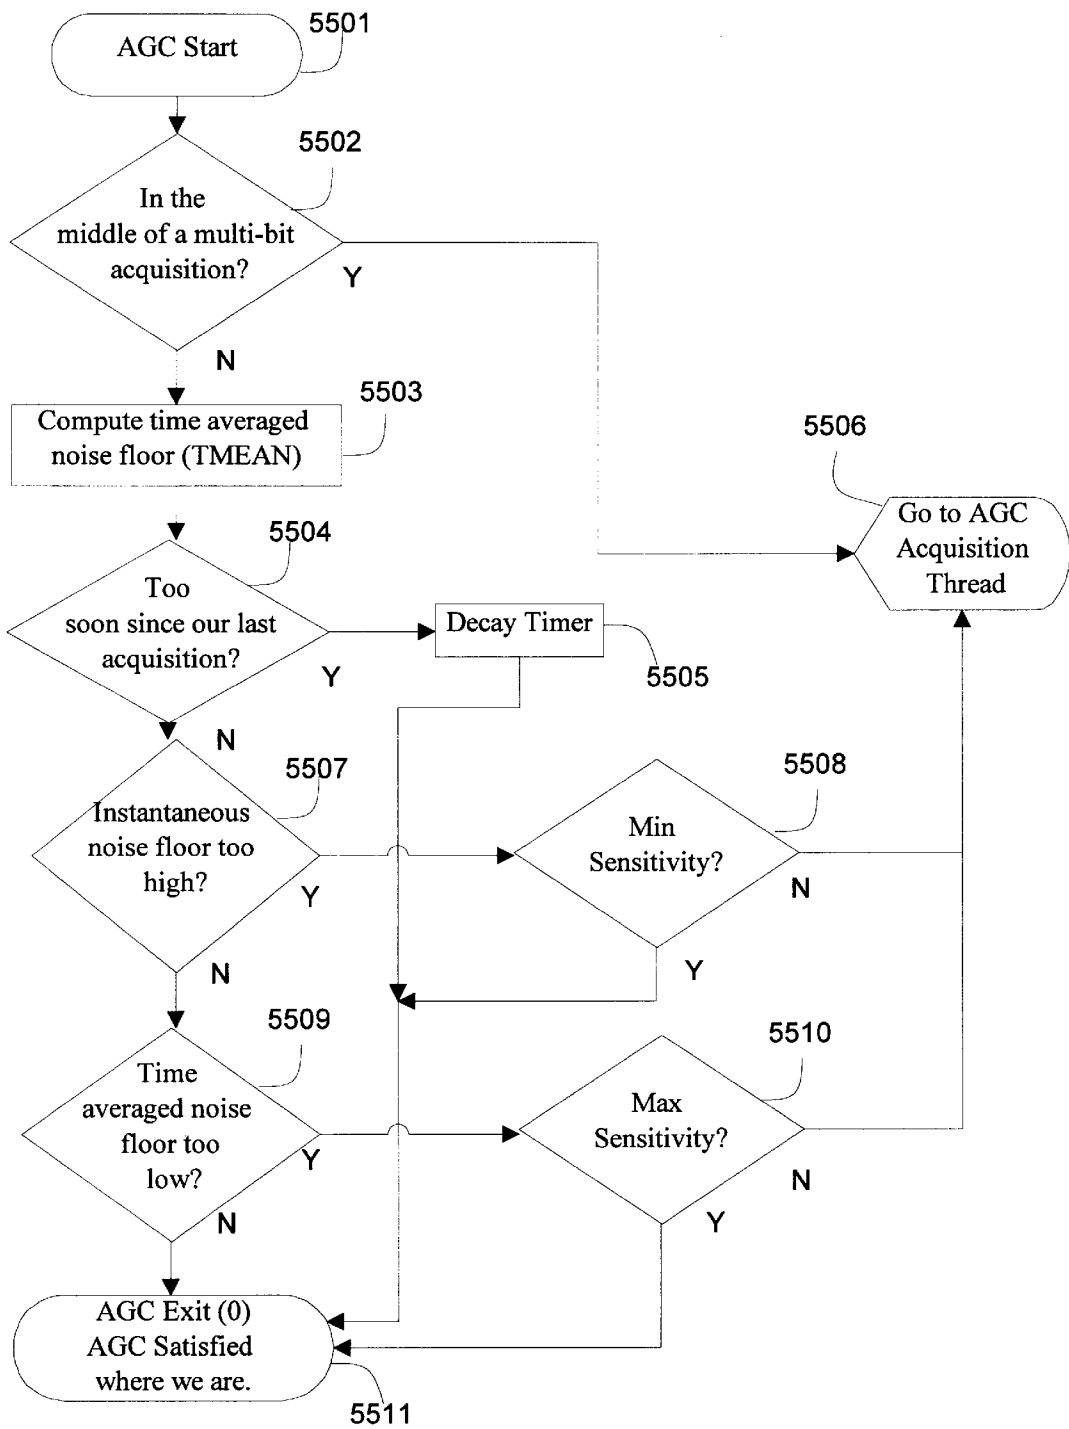 AGC Start
5501
5502
In the
middle of a multi-bit
acquisition?
Y
N
5503
Compute time averaged
noise floor (TMEAN)
5506
Go to AGC
Acquisition
Thread
5504
Too
soon since our last
acquisition?
Y
Decay Timer
5505
N
5507
Instantaneous
noise floor too
high?
Y
5508
Min
Sensitivity?
N
Y
N
5509
Time
averaged noise
floor too
low?
Y
5510
Max
Sensitivity?
N
Y
N
AGC Exit (0)
AGC Satisfied
where we are.
5511